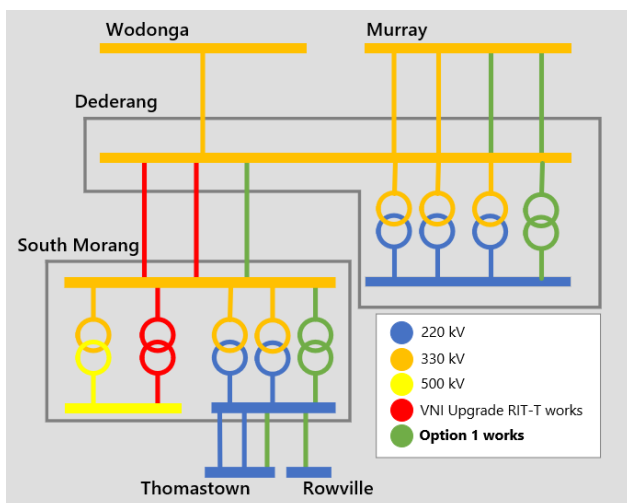 Wodonga
Murray
Dederang
South Morang
220 kV
330 kV
500 kV
VNI Upgrade RIT-T works
Option 1 works
Thomastown
Rowville